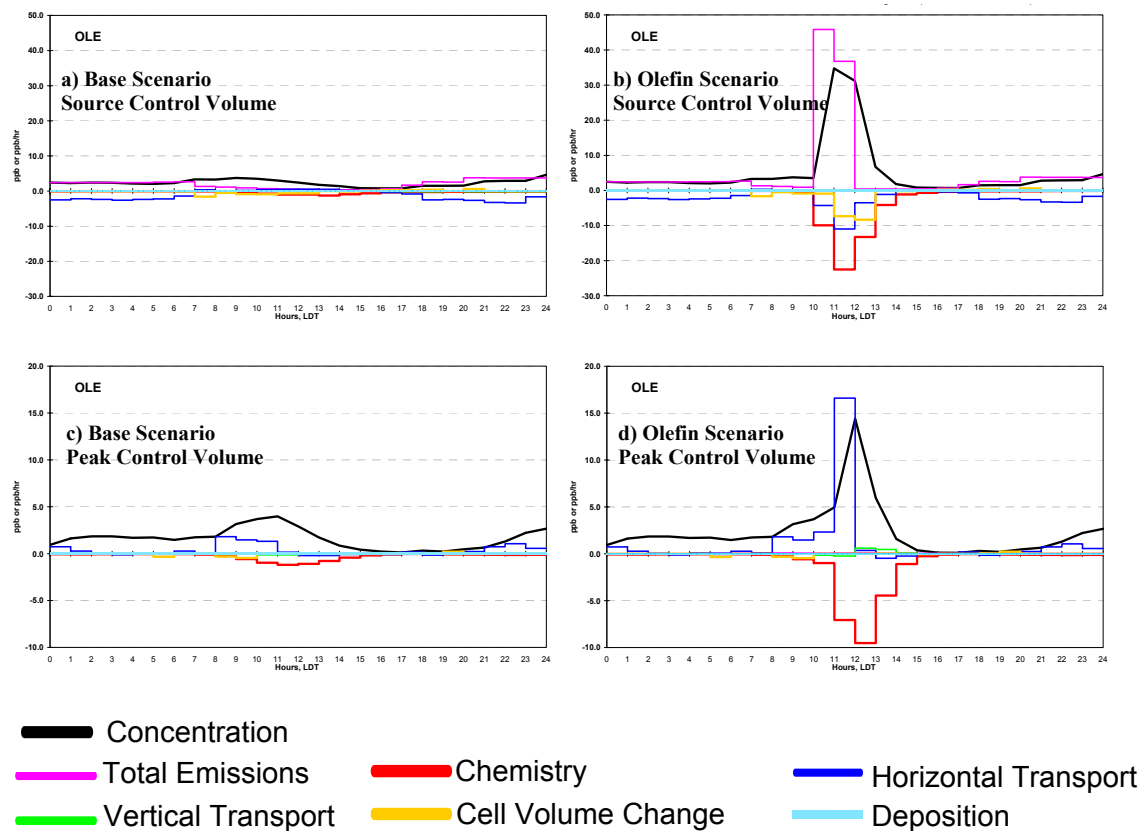 OLE
a) Base Scenario
Source Control Volume
ppb or ppb/hr
50.0
40.0
30.0
20.0
10.0
0.0
-10.0
-20.0
-30.0
0 1 2 3 4 5 6 7 8 9 10 11 12 13 14 15 16 17 18 19 20 21 22 23 24
Hours, LDT
OLE
b) Olefin Scenario
Source Control Volume
ppb or ppb/hr
50.0
40.0
30.0
20.0
10.0
0.0
-10.0
-20.0
-30.0
0 1 2 3 4 5 6 7 8 9 10 11 12 13 14 15 16 17 18 19 20 21 22 23 24
Hours, LDT
OLE
c) Base Scenario
Peak Control Volume
ppb or ppb/hr
20.0
15.0
10.0
5.0
0.0
-5.0
-10.0
0 1 2 3 4 5 6 7 8 9 10 11 12 13 14 15 16 17 18 19 20 21 22 23 24
Hours, LDT
OLE
d) Olefin Scenario
Peak Control Volume
ppb or ppb/hr
20.0
15.0
10.0
5.0
0.0
-5.0
-10.0
0 1 2 3 4 5 6 7 8 9 10 11 12 13 14 15 16 17 18 19 20 21 22 23 24
Hours, LDT
Concentration
Total Emissions
Chemistry
Horizontal Transport
Vertical Transport
Cell Volume Change
Deposition